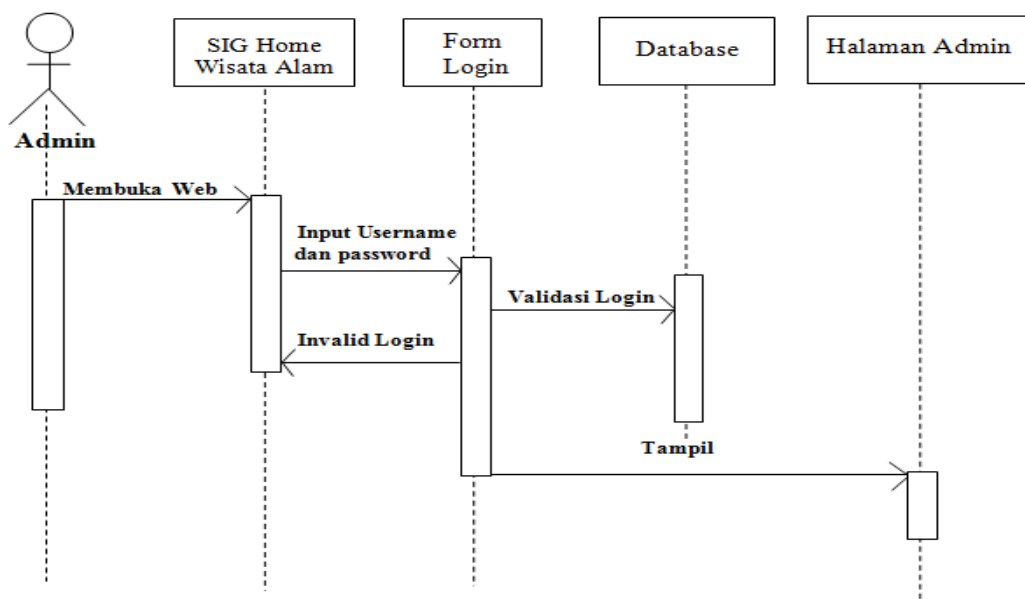 SIG Home
Wisata Alam
Form
Login
Database
Halaman Admin
Admin
Membuka Web
Input Username
dan password
Validasi Login
Invalid Login
Tampil